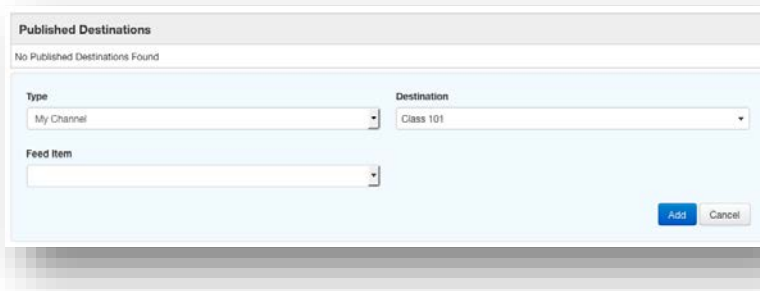 Published Destinations
No Published Destinations Found
Type
Destination
My Channel
Class 101
Feed Item
Add
Cancel